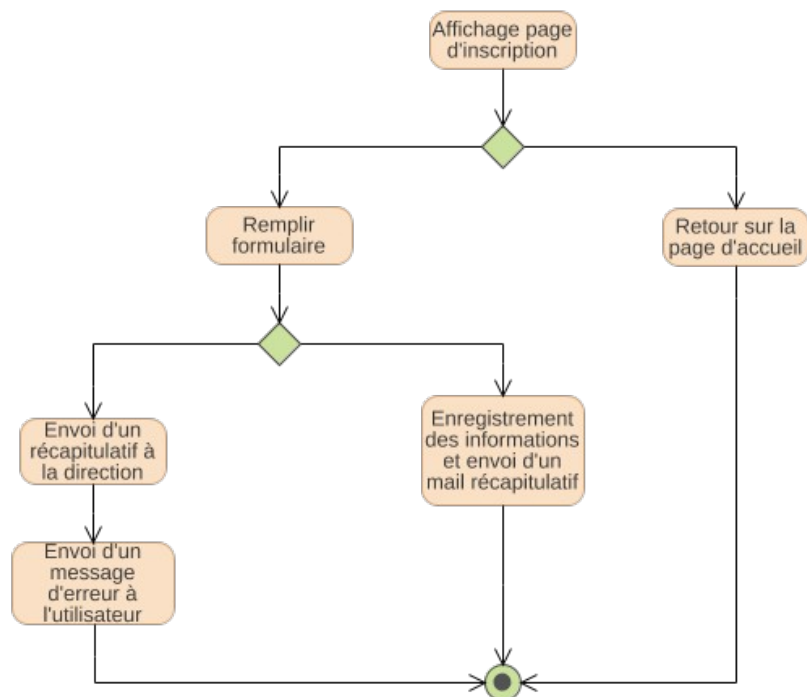 Affichage page
d'inscription
Remplir
formulaire
Retour sur la
page d'accueil
Envoi d'un
récapitulatif à
la direction
Enregistrement
des informations
et envoi d'un
mail récapitulatif
Envoi d'un
message
d'erreur à
l'utilisateur